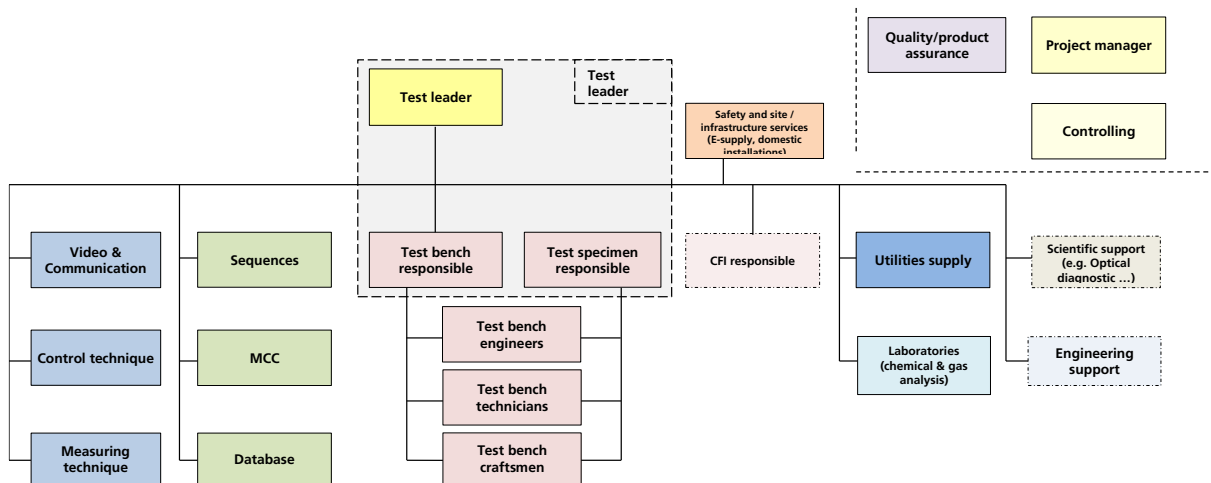 Quality/product
assurance
Project manager
Test
leader
Test leader
Safety and site /
infrastructure services
(E-supply, domestic
installations)
Controlling
Video &
Communication
Sequences
Test bench
responsible
Test specimen
responsible
CFI responsible
Utilities supply
Scientific support
(e.g. Optical
diagnostic ...)
Control technique
MCC
Test bench
engineers
Laboratories
(chemical & gas
analysis)
Engineering
support
Test bench
technicians
Measuring
technique
Database
Test bench
craftsmen